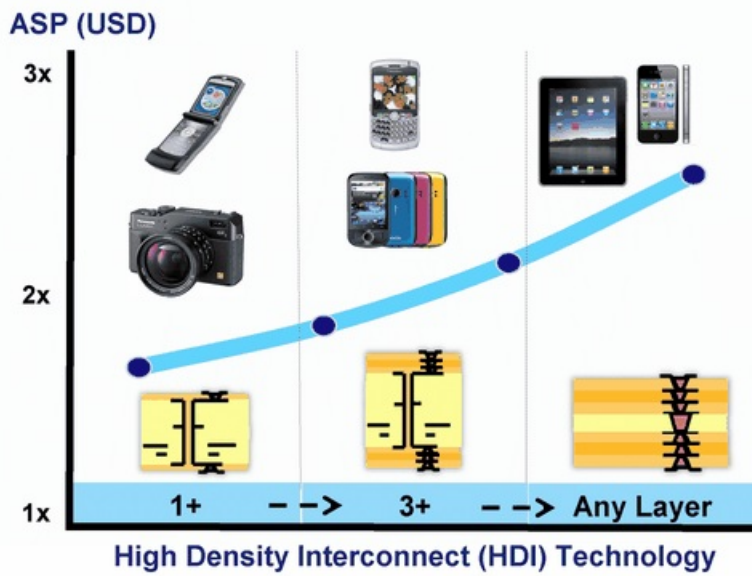 ASP (USD)
3x
2x
1x
1+
3+
Any Layer
High Density Interconnect (HDI) Technology